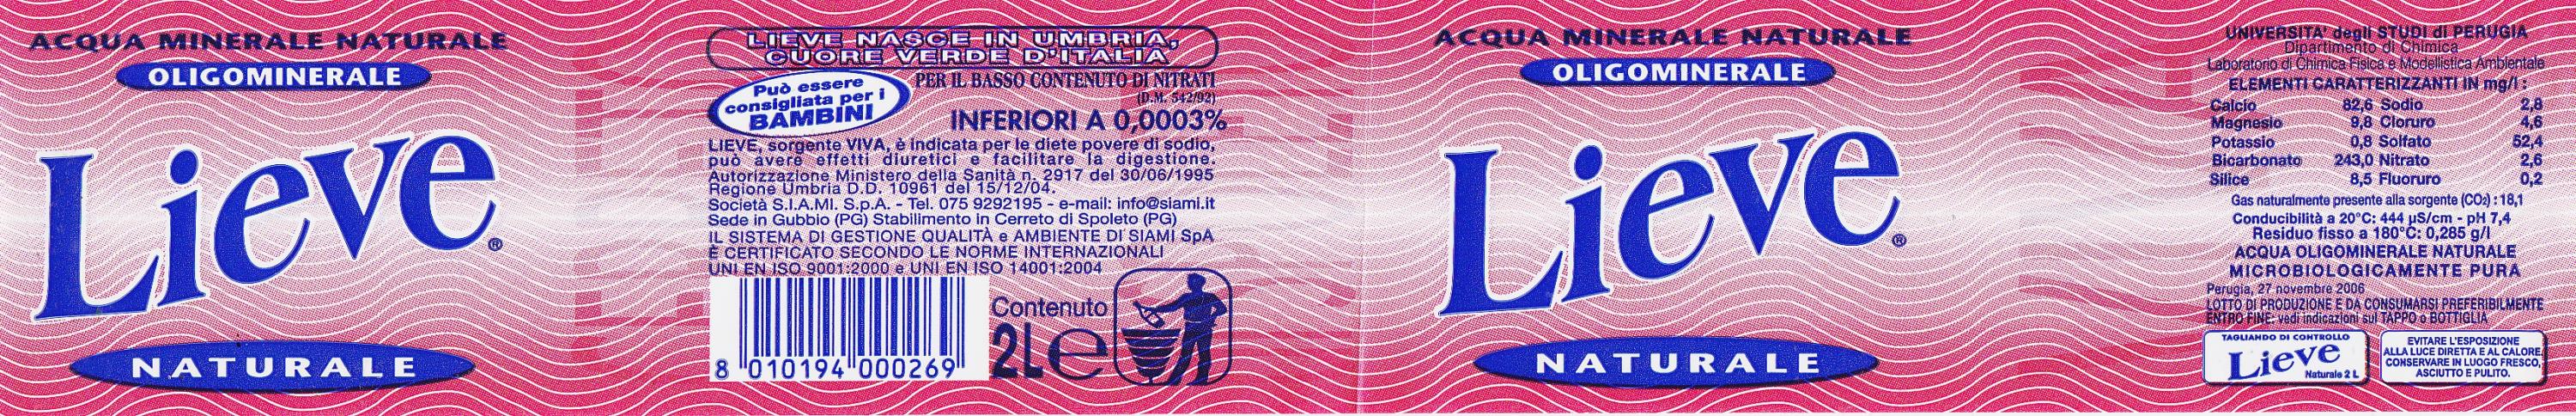 ACQUA MINERALE NATURALE
OLIGOMINERALE
Lieve®
NATURALE
LIEVE NASCE IN UMBRIA,
CUORE VERDE D'ITALIA
Può essere
consigliata per i
BAMBINI
PER IL BASSO CONTENUTO DI NITRATI
(D.M. 542/92)
INFERIORI A 0,0003%
LIEVE, sorgente VIVA, è indicata per le diete povere di sodio,
può avere effetti diuretici e facilitare la digestione.
Autorizzazione Ministero della Sanità n. 2917 del 30/06/1995
Regione Umbria D.D. 10961 del 15/12/04.
Società S.I.A.MI. S.p.A. - Tel. 075 9292195 - e-mail: info@siami.it
Sede in Gubbio (PG) Stabilimento in Cerreto di Spoleto (PG)
IL SISTEMA DI GESTIONE QUALITÀ e AMBIENTE DI SIAMI SpA
È CERTIFICATO SECONDO LE NORME INTERNAZIONALI
UNI EN ISO 9001:2000 e UNI EN ISO 14001:2004
8 010194 000269
Contenuto
2L e
ACQUA MINERALE NATURALE
OLIGOMINERALE
Lieve®
NATURALE
UNIVERSITA' degli STUDI di PERUGIA
Dipartimento di Chimica
Laboratorio di Chimica Fisica e Modellistica Ambientale
ELEMENTI CARATTERIZZANTI IN mg/l :
Calcio 82,6 Sodio 2,8
Magnesio 9,8 Cloruro 4,6
Potassio 0,8 Solfato 52,4
Bicarbonato 243,0 Nitrato 2,6
Silice 8,5 Fluoruro 0,2
Gas naturalmente presente alla sorgente (CO2) : 18,1
Conducibilità a 20°C: 444 µS/cm - pH 7,4
Residuo fisso a 180°C: 0,285 g/l
ACQUA OLIGOMINERALE NATURALE
MICROBIOLOGICAMENTE PURA
Perugia, 27 novembre 2006
LOTTO DI PRODUZIONE E DA CONSUMARSI PREFERIBILMENTE
ENTRO FINE: vedi indicazioni sul TAPPO o BOTTIGLIA
TAGLIANDO DI CONTROLLO
Lieve
Naturale 2 L
EVITARE L'ESPOSIZIONE
ALLA LUCE DIRETTA E AL CALORE,
CONSERVARE IN LUOGO FRESCO,
ASCIUTTO E PULITO.